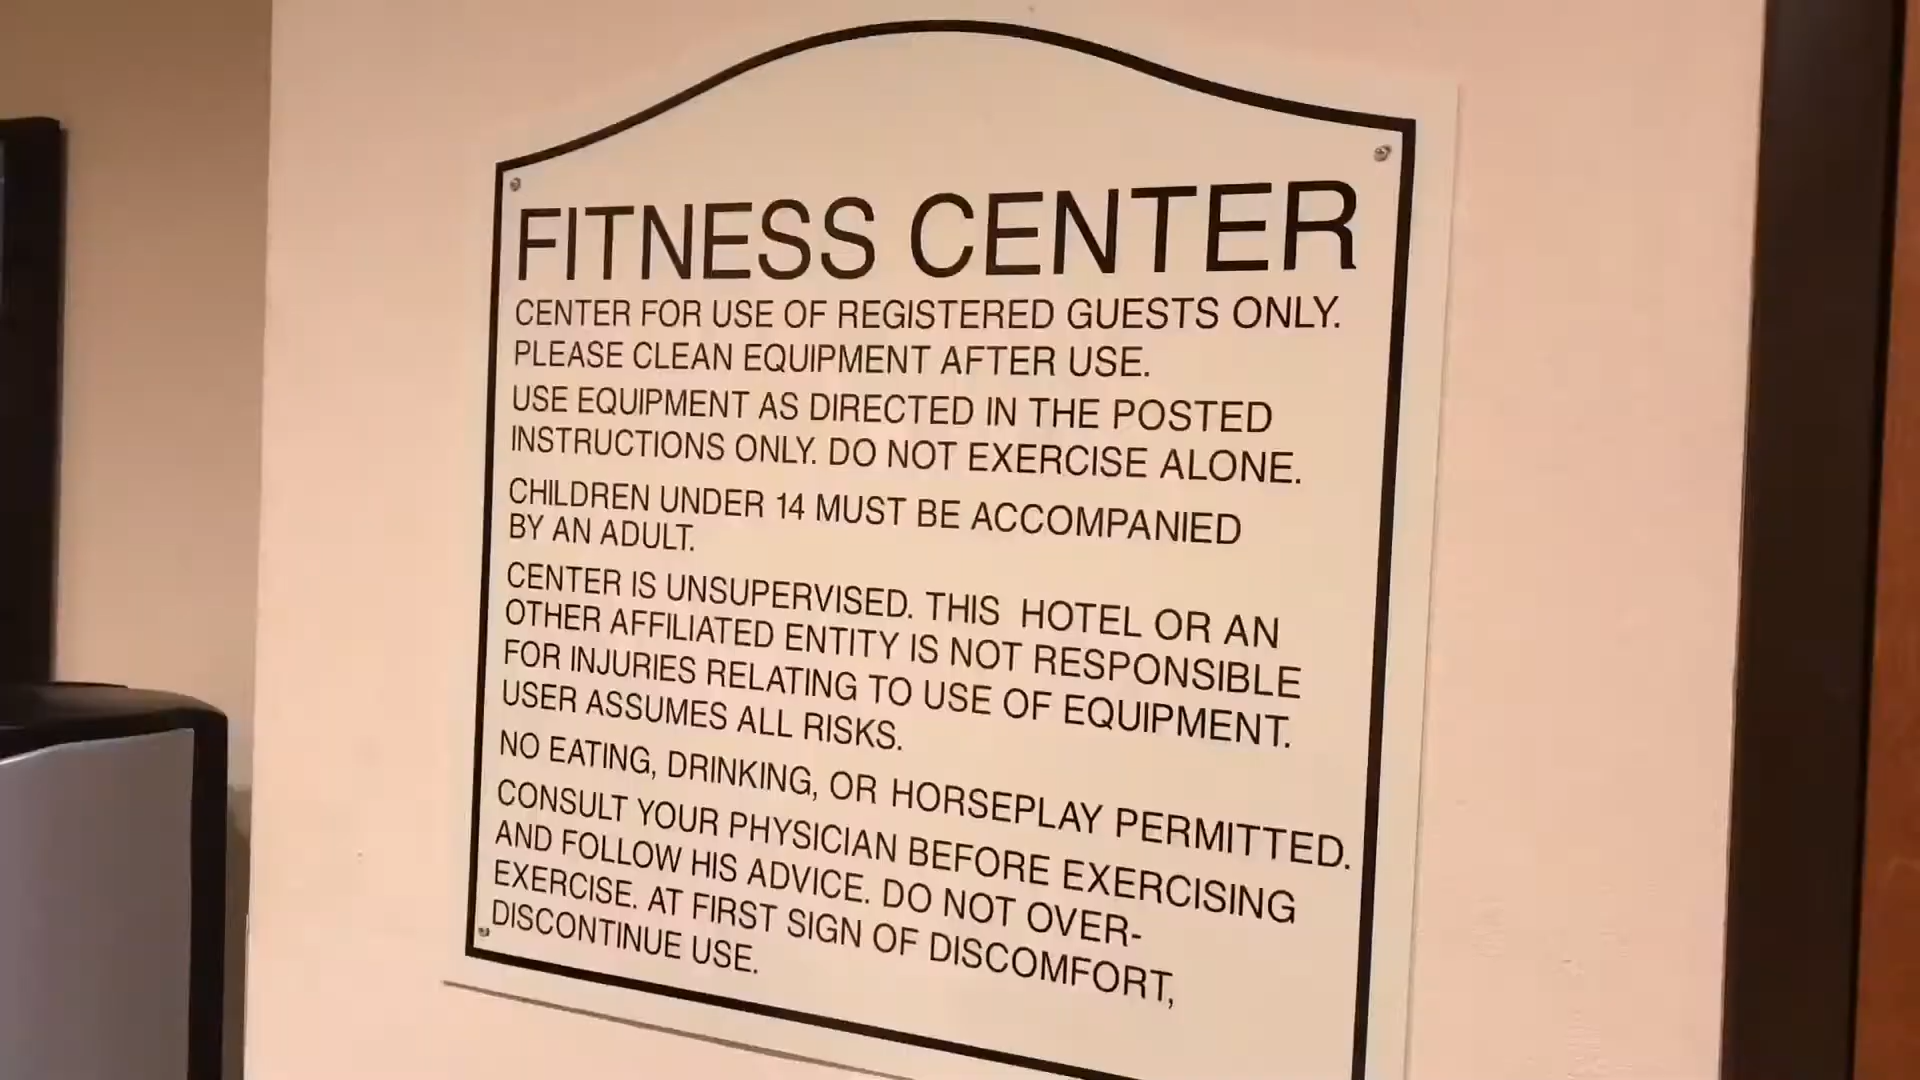 FITNESS CENTER
CENTER FOR USE OF REGISTERED GUESTS ONLY.
PLEASE CLEAN EQUIPMENT AFTER USE.
USE EQUIPMENT AS DIRECTED IN THE POSTED
INSTRUCTIONS ONLY. DO NOT EXERCISE ALONE.
CHILDREN UNDER 14 MUST BE ACCOMPANIED
BY AN ADULT.
CENTER IS UNSUPERVISED. THIS HOTEL OR AN
OTHER AFFILIATED ENTITY IS NOT RESPONSIBLE
FOR INJURIES RELATING TO USE OF EQUIPMENT.
USER ASSUMES ALL RISKS.
NO EATING, DRINKING, OR HORSEPLAY PERMITTED.
CONSULT YOUR PHYSICIAN BEFORE EXERCISING
AND FOLLOW HIS ADVICE. DO NOT OVER-
EXERCISE. AT FIRST SIGN OF DISCOMFORT,
DISCONTINUE USE.